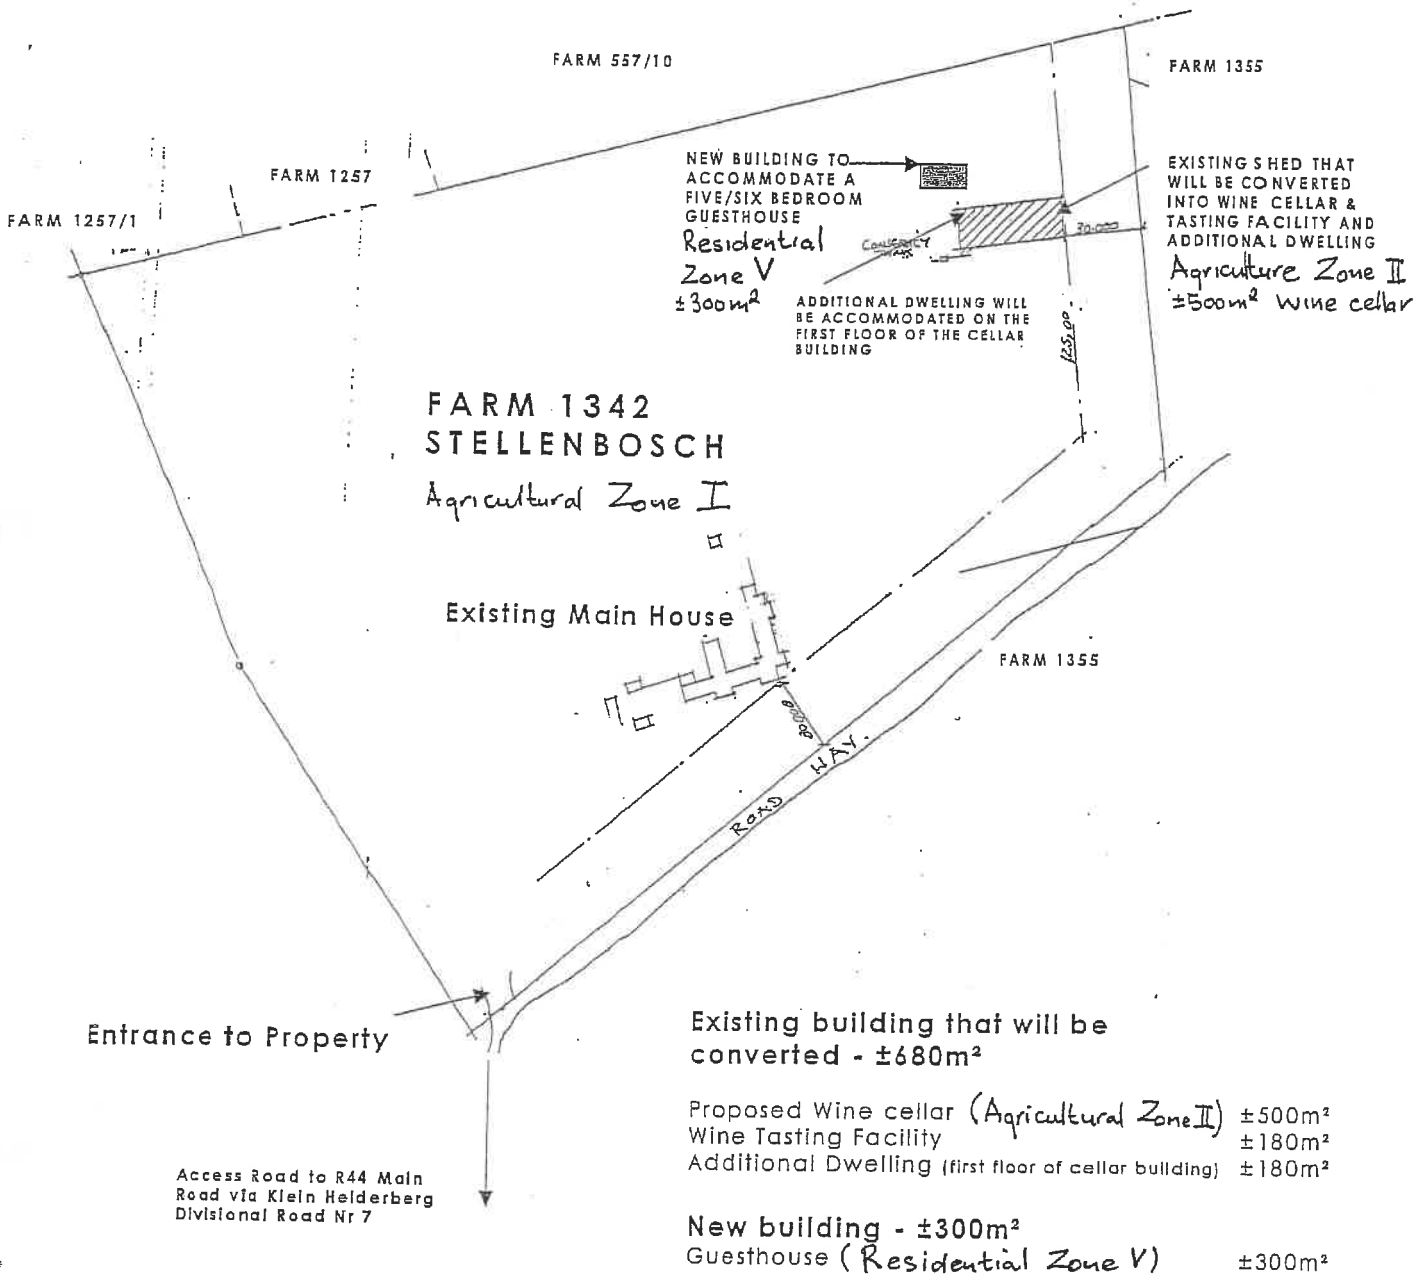 FARM 557/10
FARM 1355
FARM 1257
FARM 1257/1
NEW BUILDING TO
ACCOMMODATE A
FIVE/SIX BEDROOM
GUESTHOUSE
Residential
Zone V
±300m²
EXISTING SHED THAT
WILL BE CONVERTED
INTO WINE CELLAR &
TASTING FACILITY AND
ADDITIONAL DWELLING
Agriculture Zone II
±500m² Wine cellar
30.000
ADDITIONAL DWELLING WILL
BE ACCOMMODATED ON THE
FIRST FLOOR OF THE CELLAR
BUILDING
125,00
FARM 1342
STELLENBOSCH
Agricultural Zone I
Existing Main House
FARM 1355
ROAD WAY.
Entrance to Property
Access Road to R44 Main
Road via Klein Helderberg
Divisional Road Nr 7
Existing building that will be
converted - ±680m²
Proposed Wine cellar (Agricultural Zone II) ±500m²
Wine Tasting Facility ±180m²
Additional Dwelling (first floor of cellar building) ±180m²
New building - ±300m²
Guesthouse (Residential Zone V) ±300m²